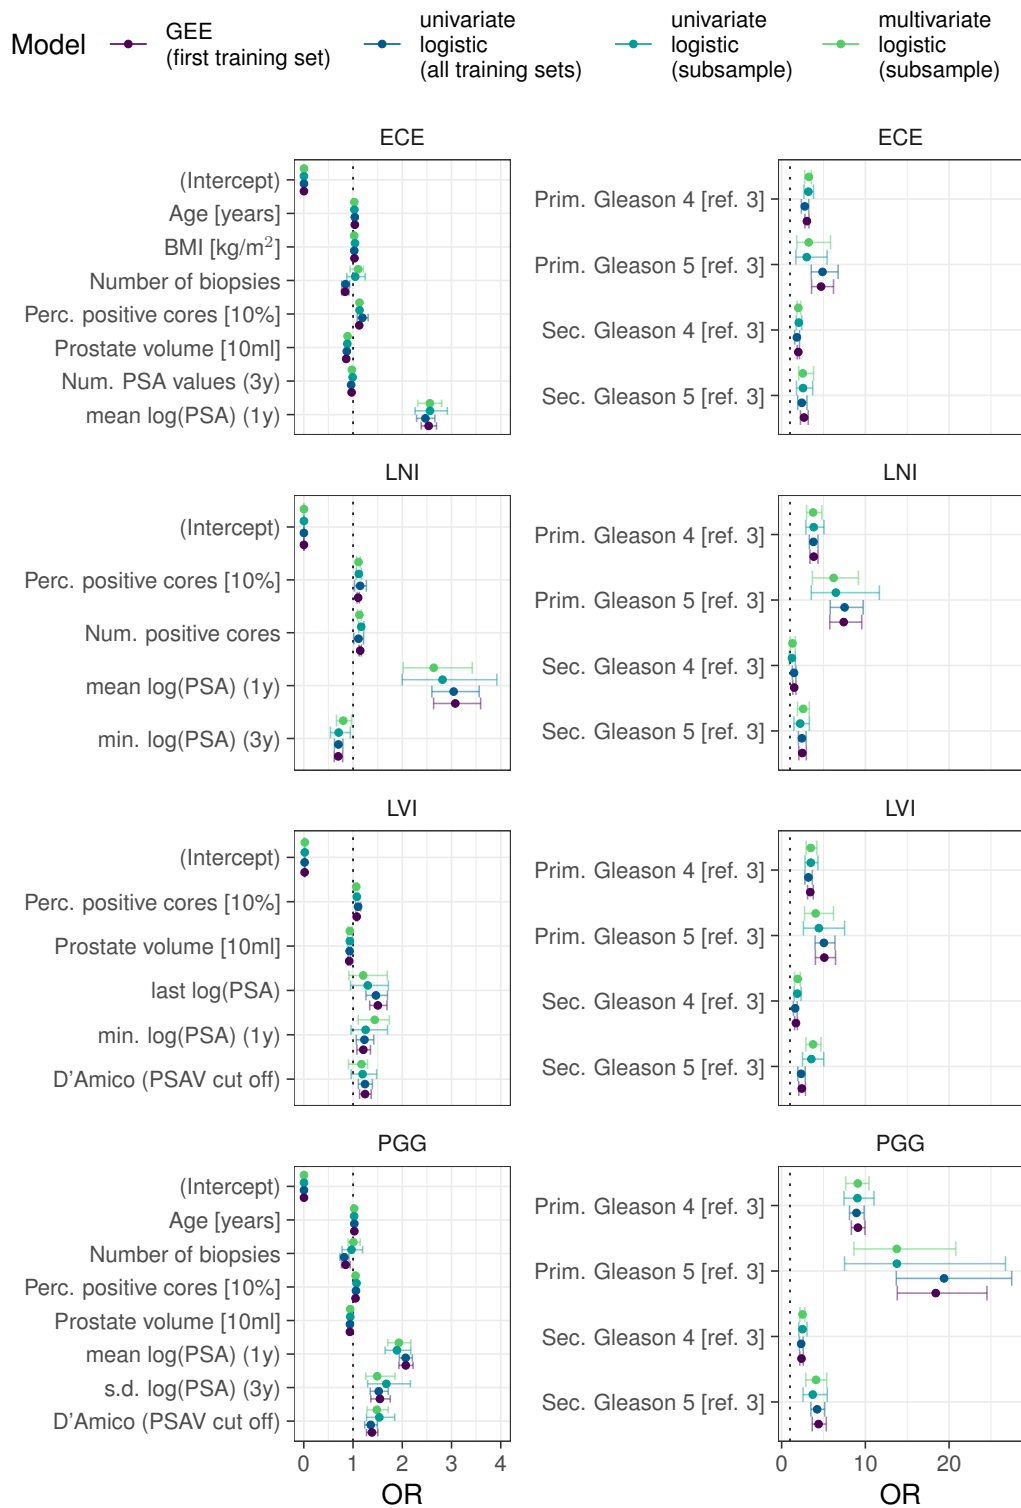 Model
GEE
(first training set)
univariate
logistic
(all training sets)
univariate
logistic
(subsample)
multivariate
logistic
(subsample)
ECE
(Intercept)
Age [years]
BMI [kg/m²]
Number of biopsies
Perc. positive cores [10%]
Prostate volume [10ml]
Num. PSA values (3y)
mean log(PSA) (1y)
ECE
Prim. Gleason 4 [ref. 3]
Prim. Gleason 5 [ref. 3]
Sec. Gleason 4 [ref. 3]
Sec. Gleason 5 [ref. 3]
LNI
(Intercept)
Perc. positive cores [10%]
Num. positive cores
mean log(PSA) (1y)
min. log(PSA) (3y)
LNI
Prim. Gleason 4 [ref. 3]
Prim. Gleason 5 [ref. 3]
Sec. Gleason 4 [ref. 3]
Sec. Gleason 5 [ref. 3]
LVI
(Intercept)
Perc. positive cores [10%]
Prostate volume [10ml]
last log(PSA)
min. log(PSA) (1y)
D'Amico (PSAV cut off)
LVI
Prim. Gleason 4 [ref. 3]
Prim. Gleason 5 [ref. 3]
Sec. Gleason 4 [ref. 3]
Sec. Gleason 5 [ref. 3]
PGG
(Intercept)
Age [years]
Number of biopsies
Perc. positive cores [10%]
Prostate volume [10ml]
mean log(PSA) (1y)
s.d. log(PSA) (3y)
D'Amico (PSAV cut off)
0 1 2 3 4
OR
PGG
Prim. Gleason 4 [ref. 3]
Prim. Gleason 5 [ref. 3]
Sec. Gleason 4 [ref. 3]
Sec. Gleason 5 [ref. 3]
0 10 20
OR